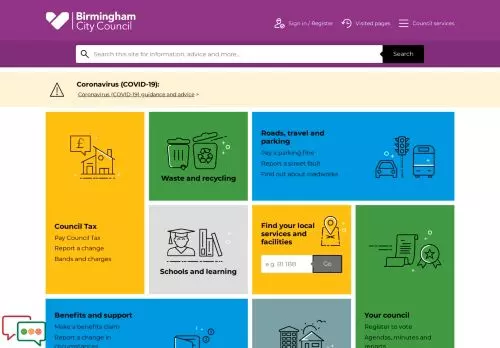 Birmingham
City Council
Sign in / Register
Visited pages
Council services
Search this site for information, advice and more...
Search
Coronavirus (COVID-19):
Coronavirus (COVID-19) guidance and advice >
£
Council Tax
Pay Council Tax
Report a change
Bands and charges
Waste and recycling
Roads, travel and
parking
Pay a parking fine
Report a street fault
Find out about roadworks
Schools and learning
Find your local
services and
facilities
e.g. B1 1BB
Go
Your council
Register to vote
Agendas, minutes and
reports
Benefits and support
Make a benefits claim
Report a change in
circumstances